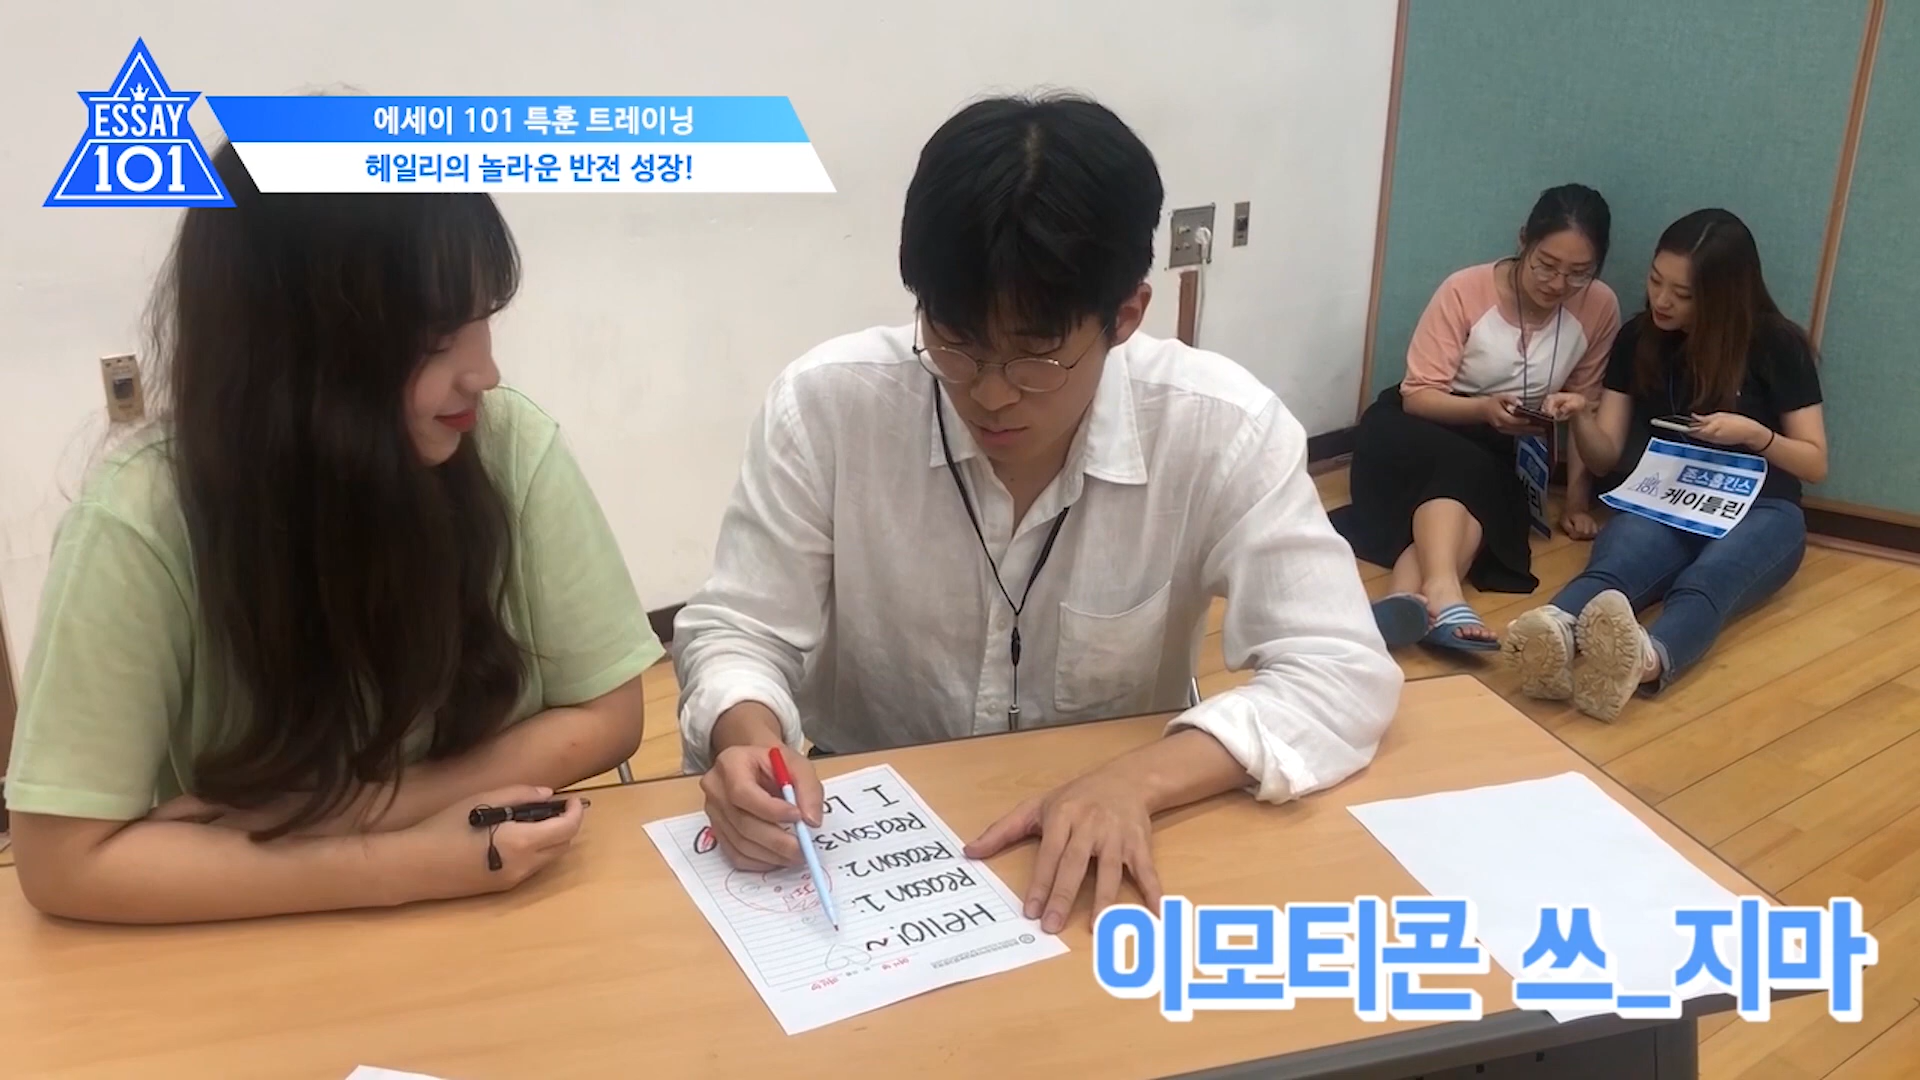 ESSAY
101
에세이 101 특훈 트레이닝
헤일리의 놀라운 반전 성장!
존스홉킨스
케이틀린
Hello!~
Reason 1:
Reason 2:
Reason 3:
이모티콘 쓰_지마